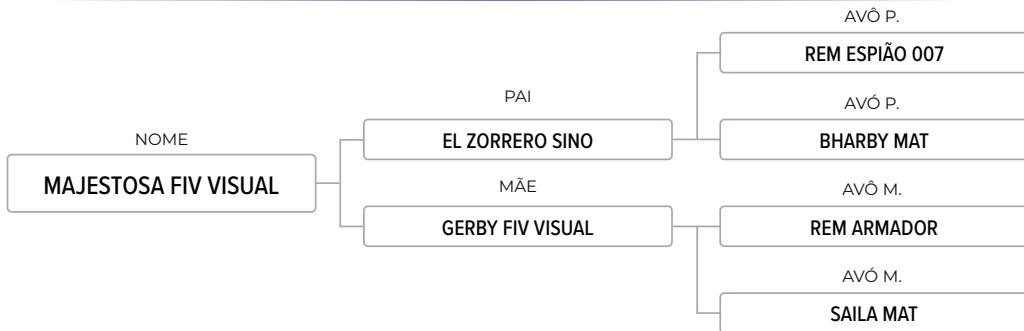 NOME
MAJESTOSA FIV VISUAL
PAI
EL ZORRERO SINO
MÃE
GERBY FIV VISUAL
AVÔ P.
REM ESPIÃO 007
AVÓ P.
BHARBY MAT
AVÔ M.
REM ARMADOR
AVÓ M.
SAILA MAT